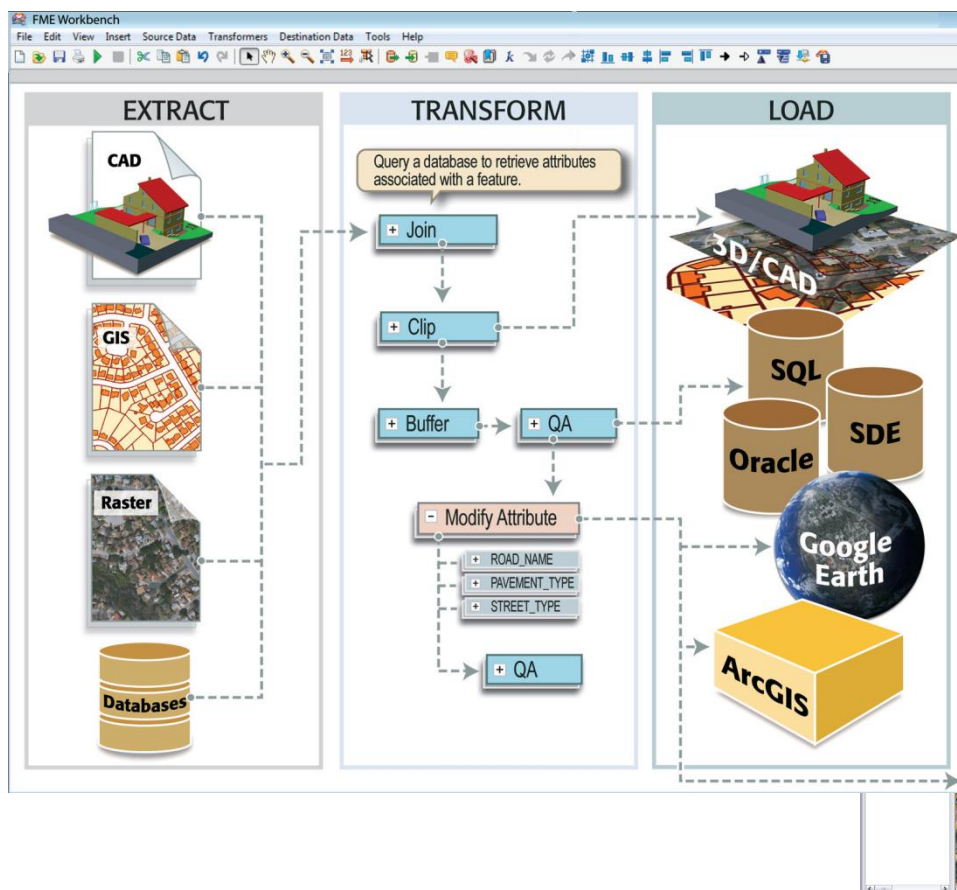 FME Workbench
File Edit View Insert Source Data Transformers Destination Data Tools Help
EXTRACT
CAD
GIS
Raster
Databases
TRANSFORM
Query a database to retrieve attributes
associated with a feature.
+ Join
+ Clip
+ Buffer
+ QA
- Modify Attribute
+ ROAD_NAME
+ PAVEMENT_TYPE
+ STREET_TYPE
+ QA
LOAD
3D/CAD
SQL
SDE
Oracle
Google
Earth
ArcGIS